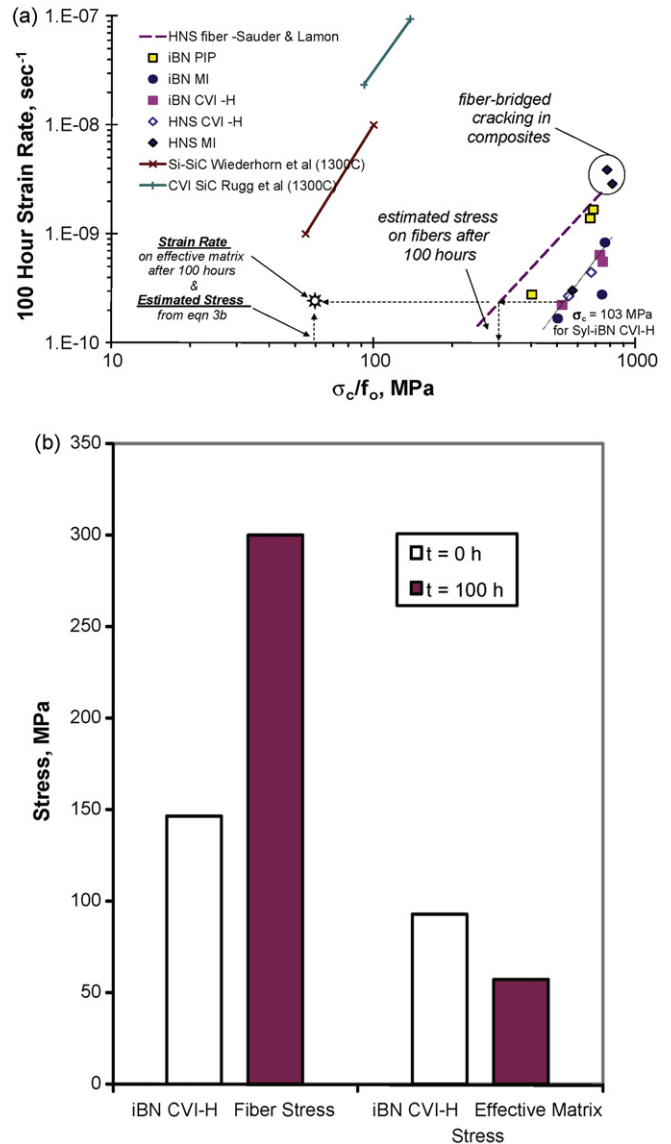 (a)
1.E-07
1.E-08
1.E-09
1.E-10
100 Hour Strain Rate, sec-1
HNS fiber -Sauder & Lamon
iBN PIP
iBN MI
iBN CVI -H
HNS CVI -H
HNS MI
Si-SiC Wiederhorn et al (1300C)
CVI SiC Rugg et al (1300C)
fiber-bridged
cracking in
composites
estimated stress
on fibers after
100 hours
Strain Rate
on effective matrix
after 100 hours
&
Estimated Stress
from eqn 3b
σc = 103 MPa
for Syl-iBN CVI-H
10
100
1000
σc/fo, MPa
(b)
350
300
250
200
150
100
50
0
Stress, MPa
t = 0 h
t = 100 h
iBN CVI-H Fiber Stress iBN CVI-H Effective Matrix
Stress